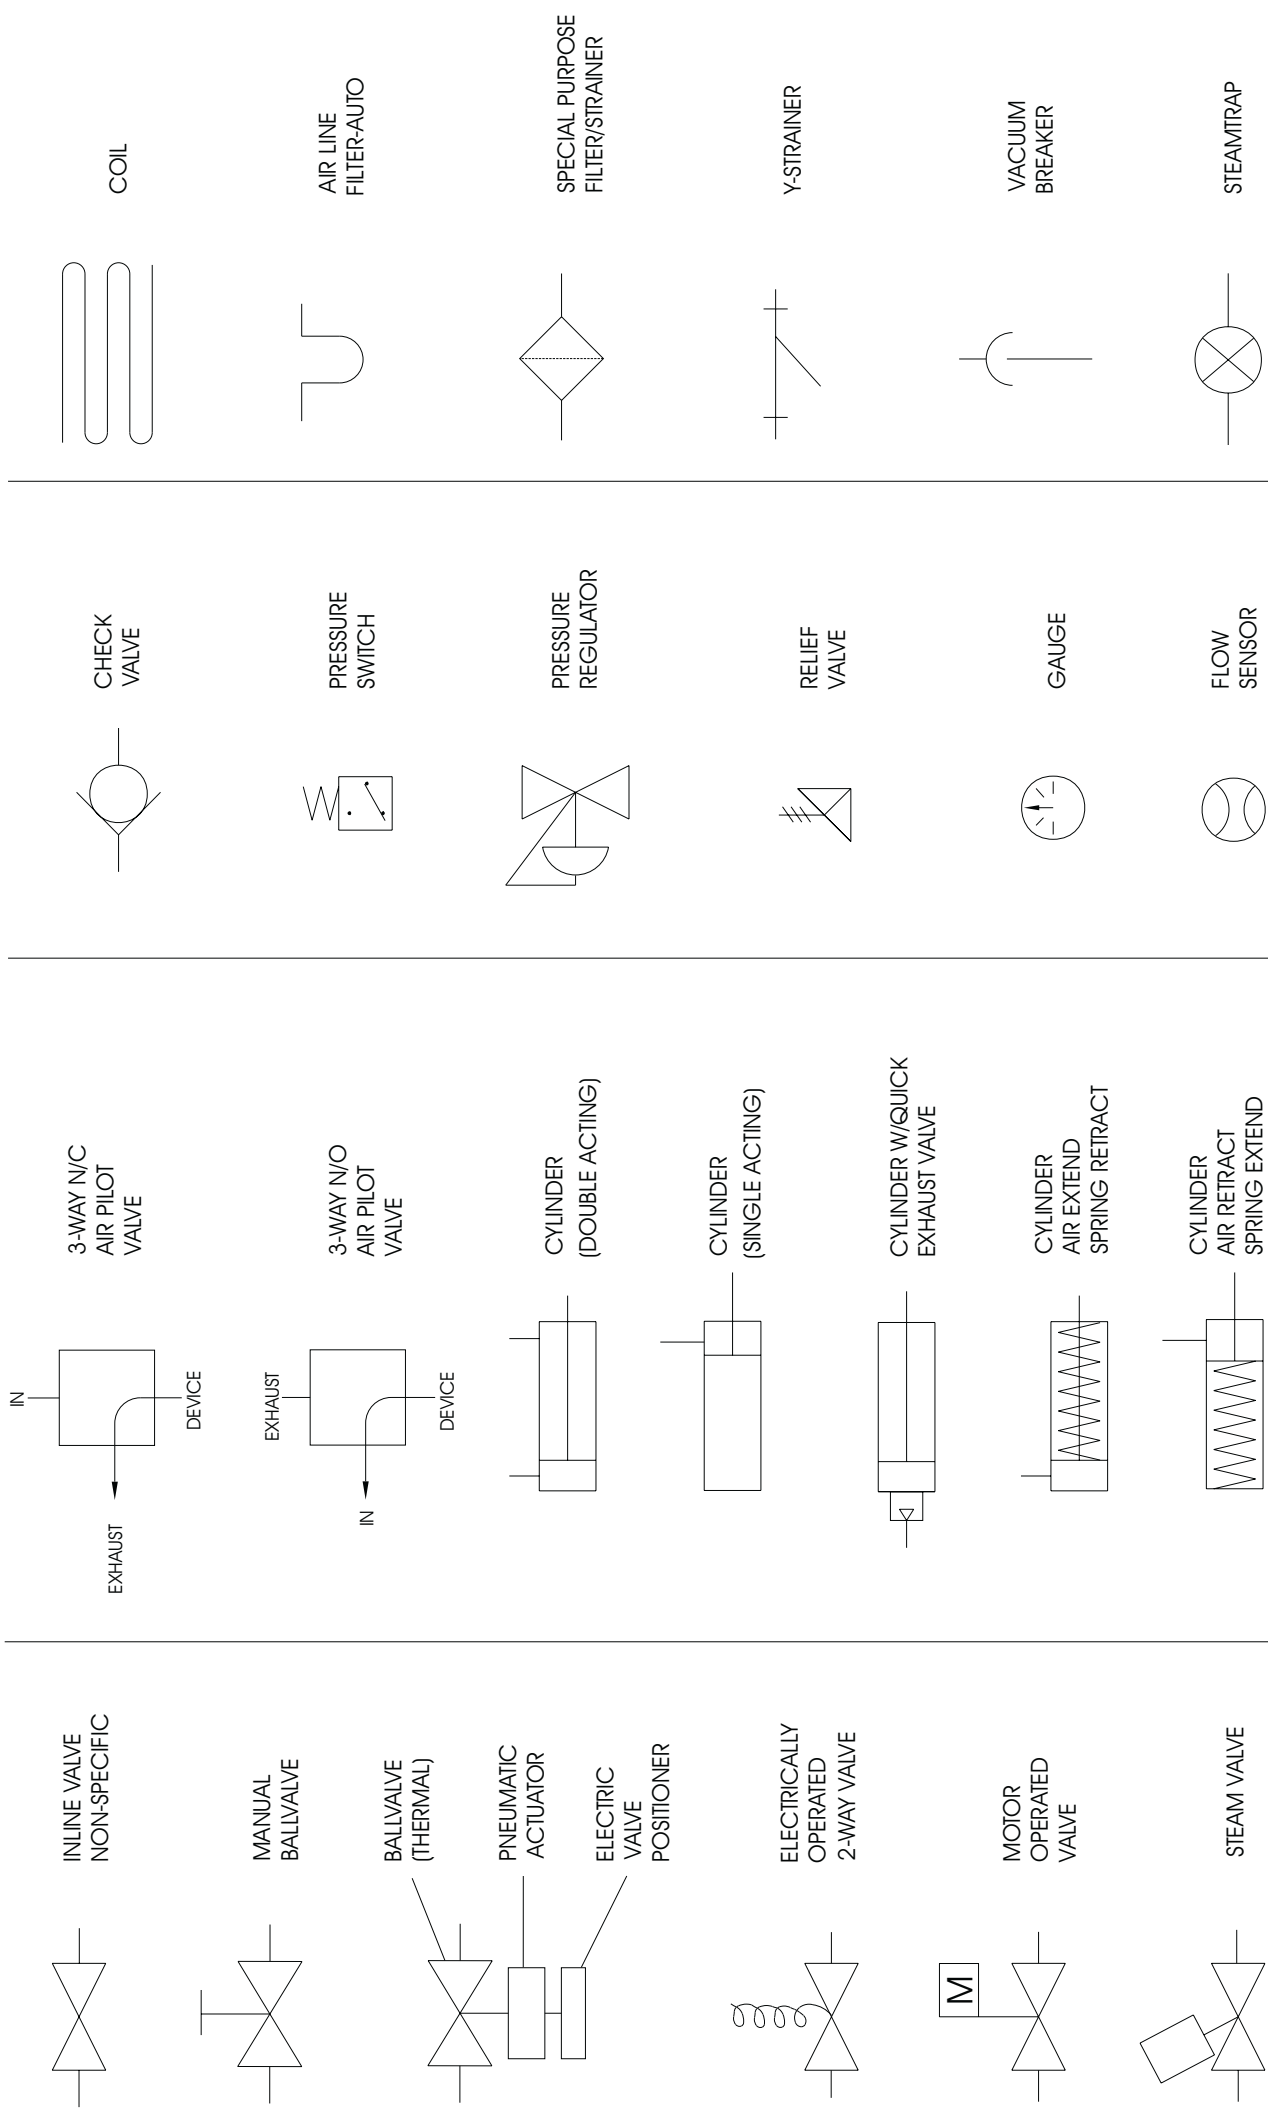 INLINE VALVE
NON-SPECIFIC
MANUAL
BALLVALVE
BALLVALVE
(THERMAL)
PNEUMATIC
ACTUATOR
ELECTRIC
VALVE
POSITIONER
ELECTRICALLY
OPERATED
2-WAY VALVE
M
MOTOR
OPERATED
VALVE
STEAM VALVE
IN
EXHAUST
DEVICE
3-WAY N/C
AIR PILOT
VALVE
EXHAUST
IN
DEVICE
3-WAY N/O
AIR PILOT
VALVE
CYLINDER
(DOUBLE ACTING)
CYLINDER
(SINGLE ACTING)
CYLINDER W/QUICK
EXHAUST VALVE
CYLINDER
AIR EXTEND
SPRING RETRACT
CYLINDER
AIR RETRACT
SPRING EXTEND
CHECK
VALVE
PRESSURE
SWITCH
PRESSURE
REGULATOR
RELIEF
VALVE
GAUGE
FLOW
SENSOR
COIL
AIR LINE
FILTER-AUTO
SPECIAL PURPOSE
FILTER/STRAINER
Y-STRAINER
VACUUM
BREAKER
STEAMTRAP